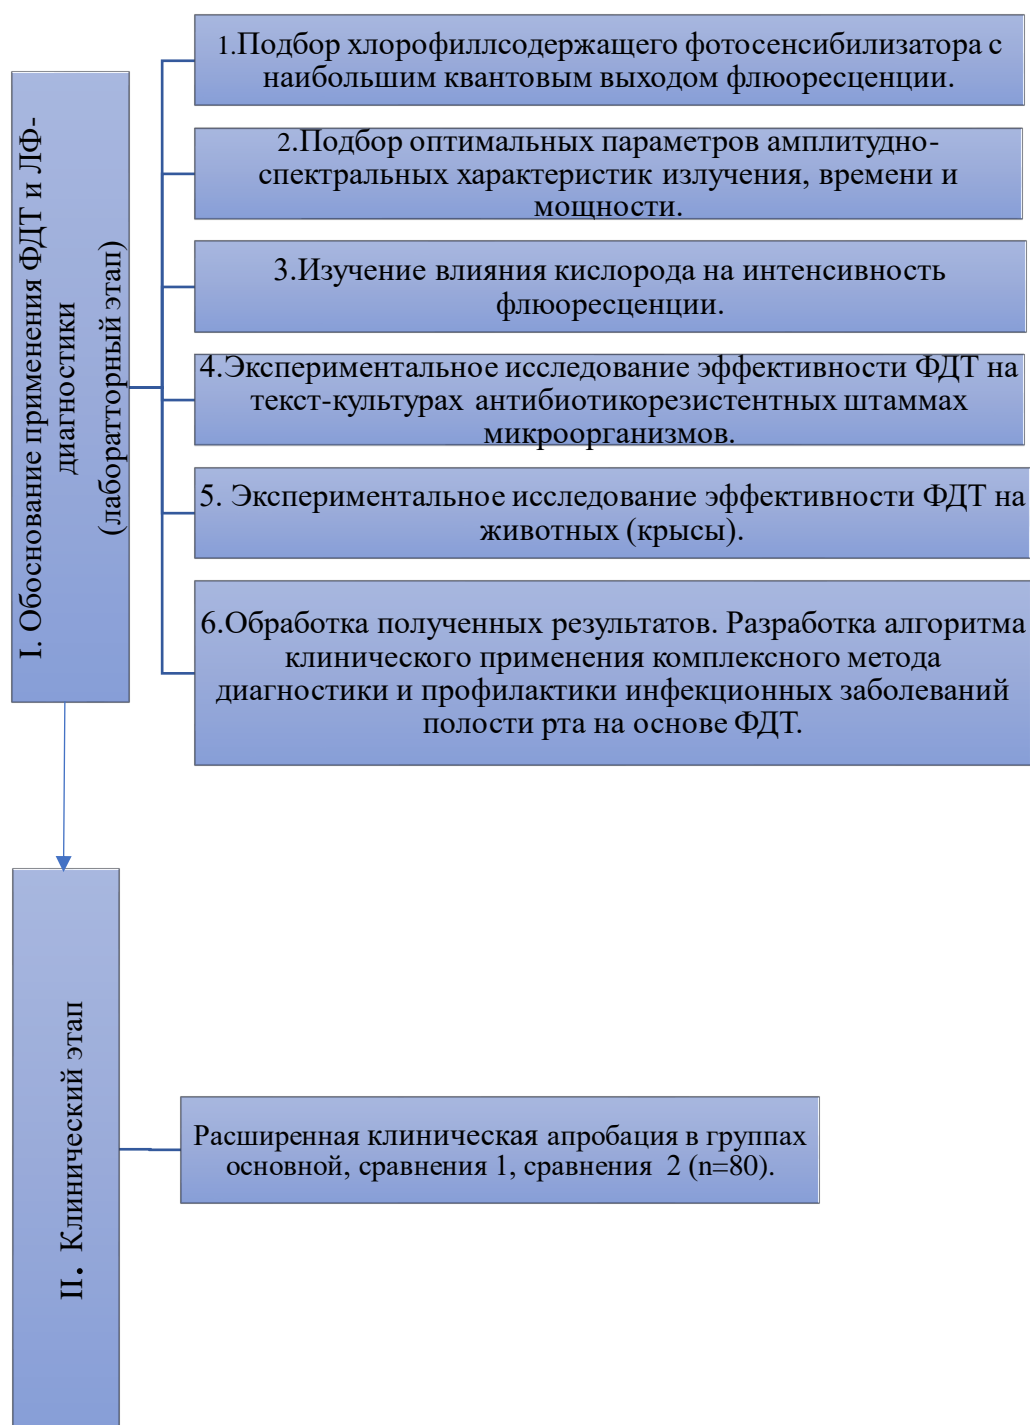 I. Обоснование применения ФДТ и ЛФ-
диагностики
(лабораторный этап)
1.Подбор хлорофиллсодержащего фотосенсибилизатора с
наибольшим квантовым выходом флюоресценции.
2.Подбор оптимальных параметров амплитудно-
спектральных характеристик излучения, времени и
мощности.
3.Изучение влияния кислорода на интенсивность
флюоресценции.
4.Экспериментальное исследование эффективности ФДТ на
текст-культурах антибиотикорезистентных штаммах
микроорганизмов.
5. Экспериментальное исследование эффективности ФДТ на
животных (крысы).
6.Обработка полученных результатов. Разработка алгоритма
клинического применения комплексного метода
диагностики и профилактики инфекционных заболеваний
полости рта на основе ФДТ.
II. Клинический этап
Расширенная клиническая апробация в группах
основной, сравнения 1, сравнения 2 (n=80).